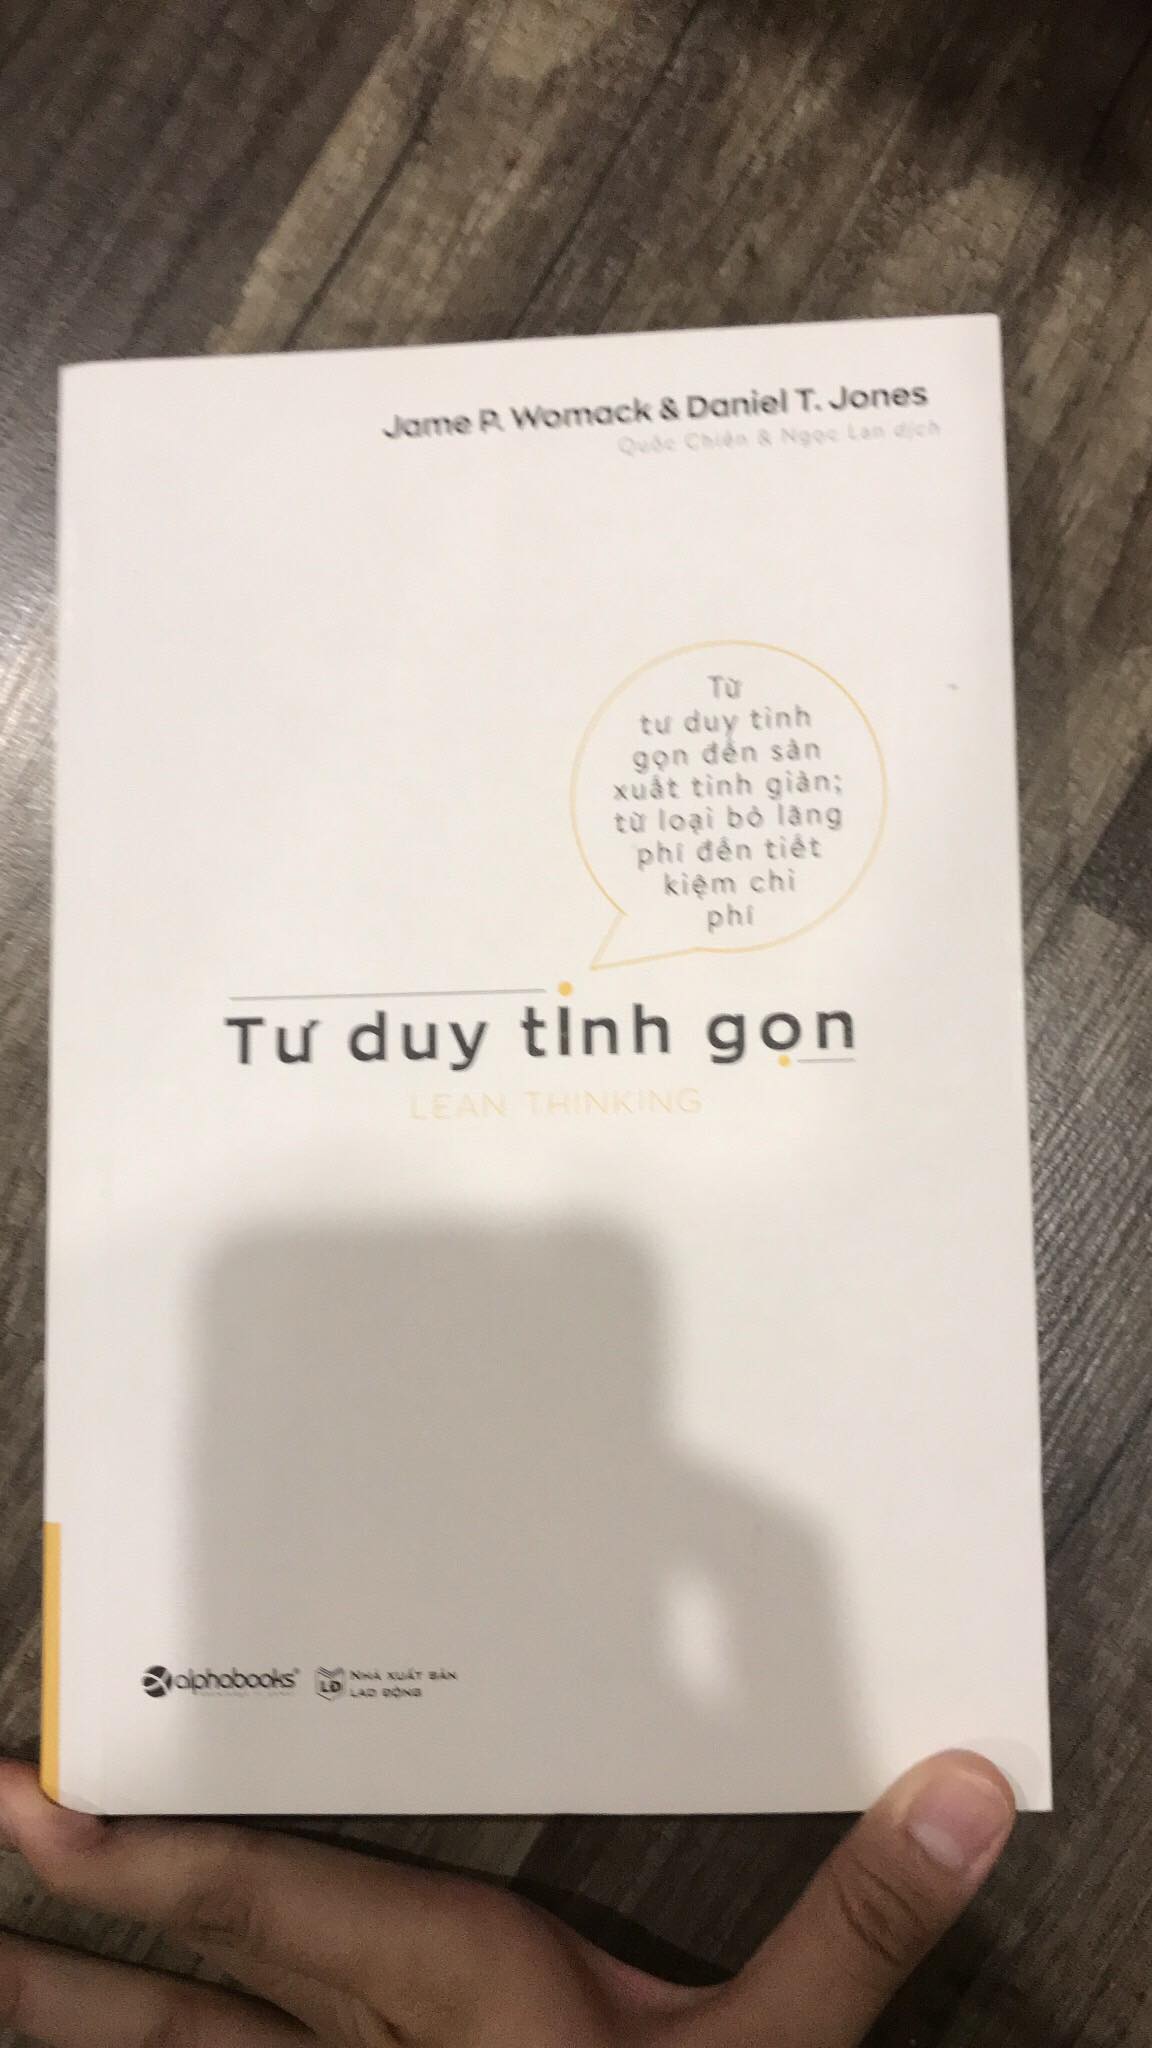 Jame P. Womack & Daniel T. Jones
Quốc Chiến & Ngọc Lan dịch
Từ
tư duy tinh
gọn đến sản
xuất tinh giản;
từ loại bỏ lãng
phí đến tiết
kiệm chi
phí
Tư duy tinh gọn
LEAN THINKING
alphabooks®
LĐ NHÀ XUẤT BẢN
LAO ĐỘNG